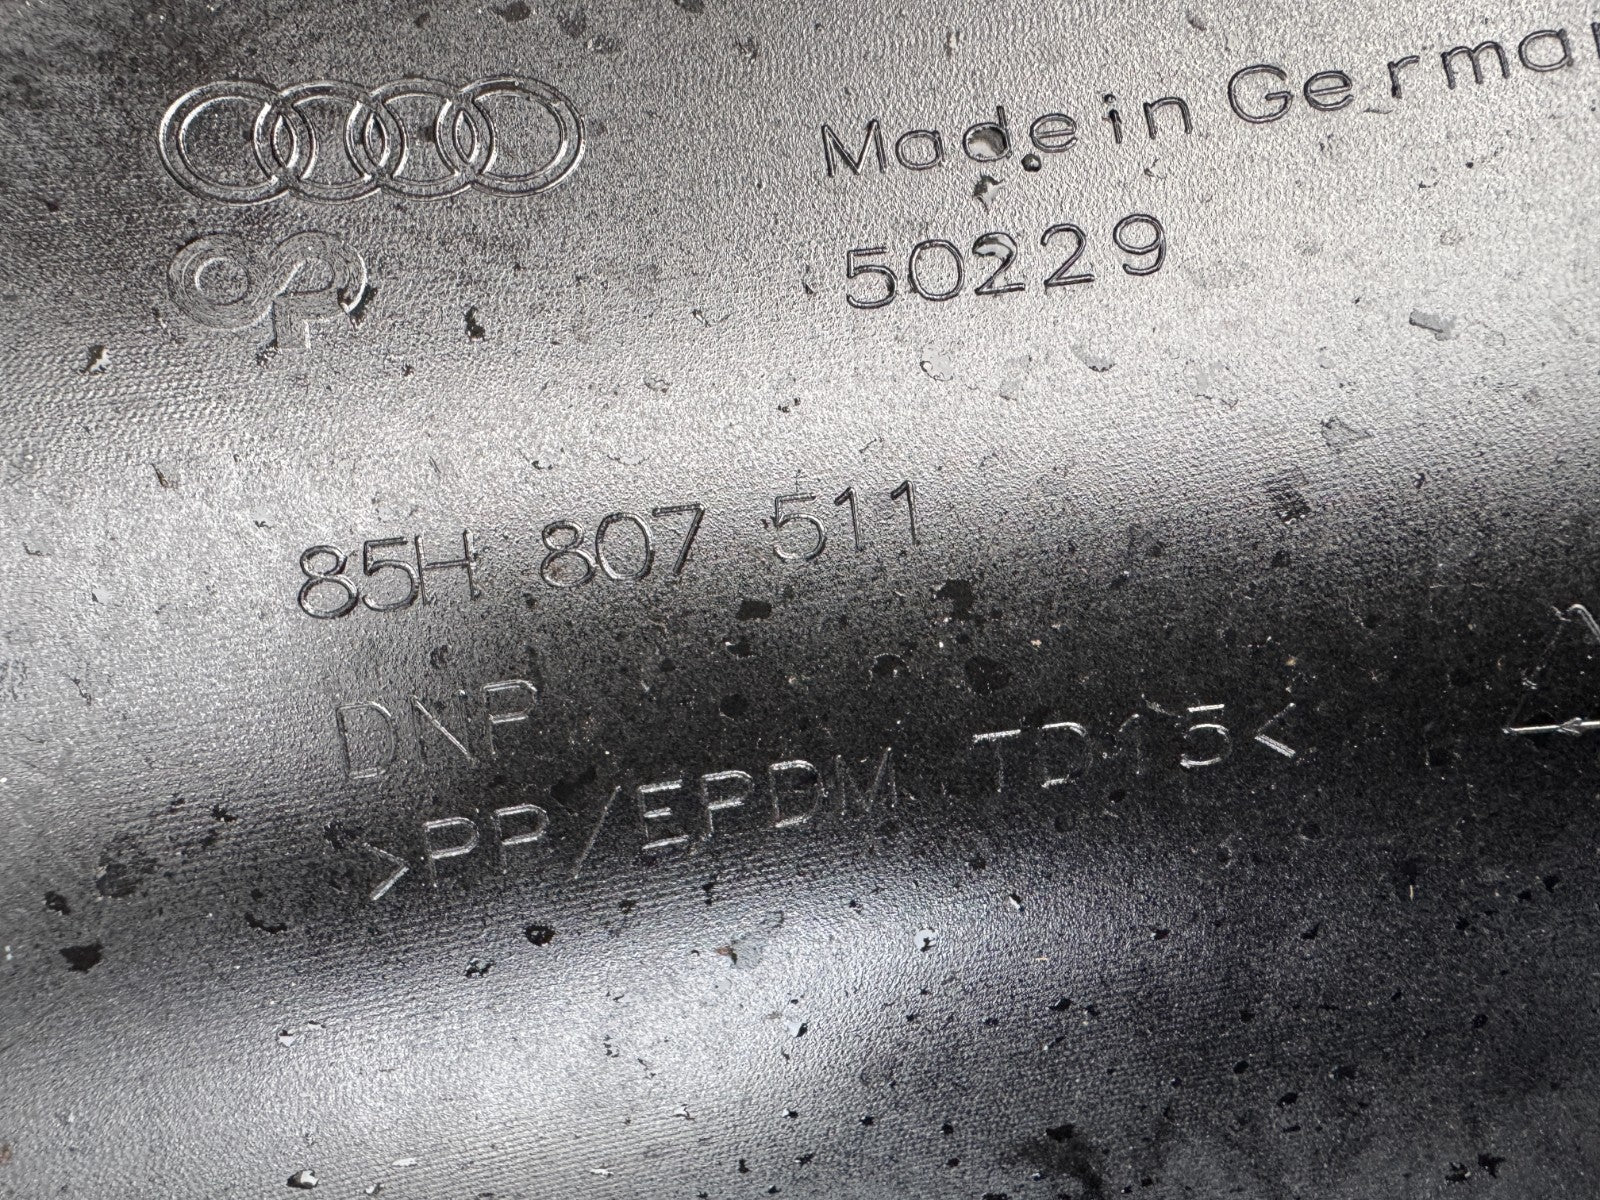 Made in German
50229
85H 807 511
DNP
>PP/EPDM TD15<